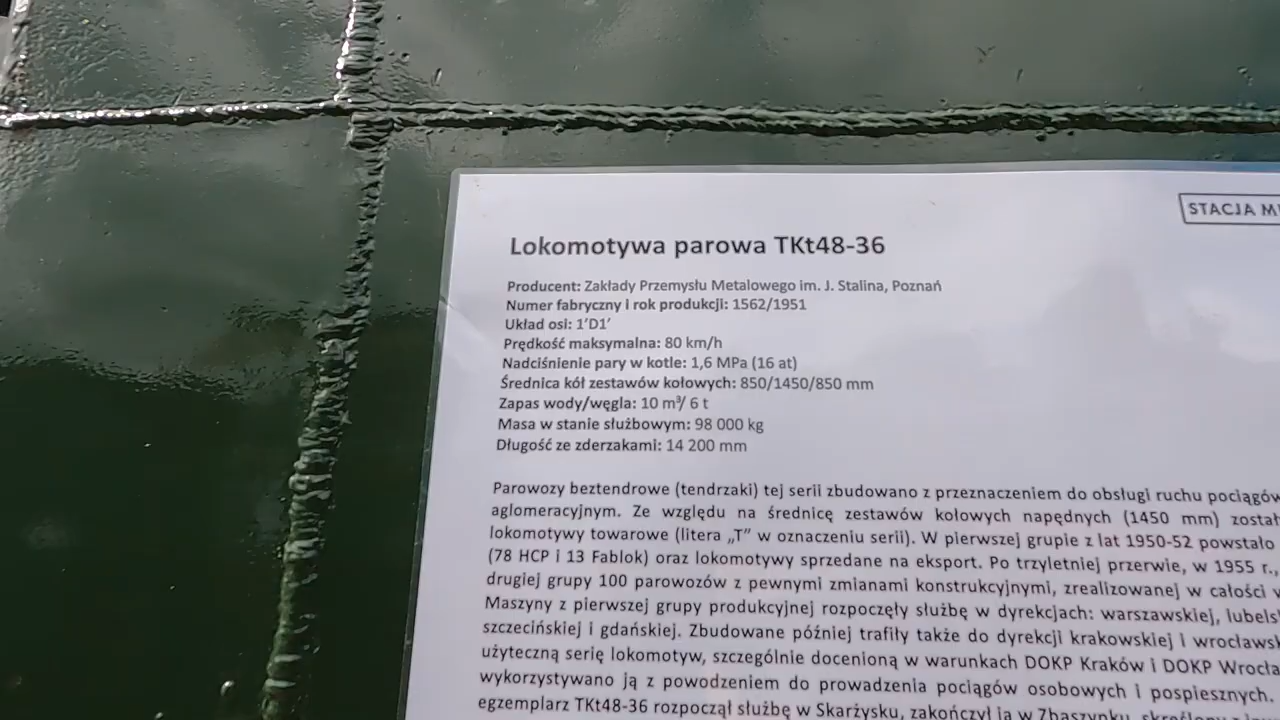 STACJA M
Lokomotywa parowa TKt48-36
Producent: Zakłady Przemysłu Metalowego im. J. Stalina, Poznań
Numer fabryczny i rok produkcji: 1562/1951
Układ osi: 1’D1’
Prędkość maksymalna: 80 km/h
Nadciśnienie pary w kotle: 1,6 MPa (16 at)
Średnica kół zestawów kołowych: 850/1450/850 mm
Zapas wody/węgla: 10 m³/ 6 t
Masa w stanie służbowym: 98 000 kg
Długość ze zderzakami: 14 200 mm
Parowozy beztendrowe (tendrzaki) tej serii zbudowano z przeznaczeniem do obsługi ruchu pociągów
aglomeracyjnym. Ze względu na średnicę zestawów kołowych napędnych (1450 mm) został
lokomotywy towarowe (litera „T” w oznaczeniu serii). W pierwszej grupie z lat 1950-52 powstało
(78 HCP i 13 Fablok) oraz lokomotywy sprzedane na eksport. Po trzyletniej przerwie, w 1955 r.,
drugiej grupy 100 parowozów z pewnymi zmianami konstrukcyjnymi, zrealizowanej w całości
Maszyny z pierwszej grupy produkcyjnej rozpoczęły służbę w dyrekcjach: warszawskiej, lubels
szczecińskiej i gdańskiej. Zbudowane później trafiły także do dyrekcji krakowskiej i wrocławsk
użyteczną serię lokomotyw, szczególnie docenioną w warunkach DOKP Kraków i DOKP Wrocła
wykorzystywano ją z powodzeniem do prowadzenia pociągów osobowych i pospiesznych.
egzemplarz TKt48-36 rozpoczął służbę w Skarżysku, zakończył ją w Zbąszynku, skreślony